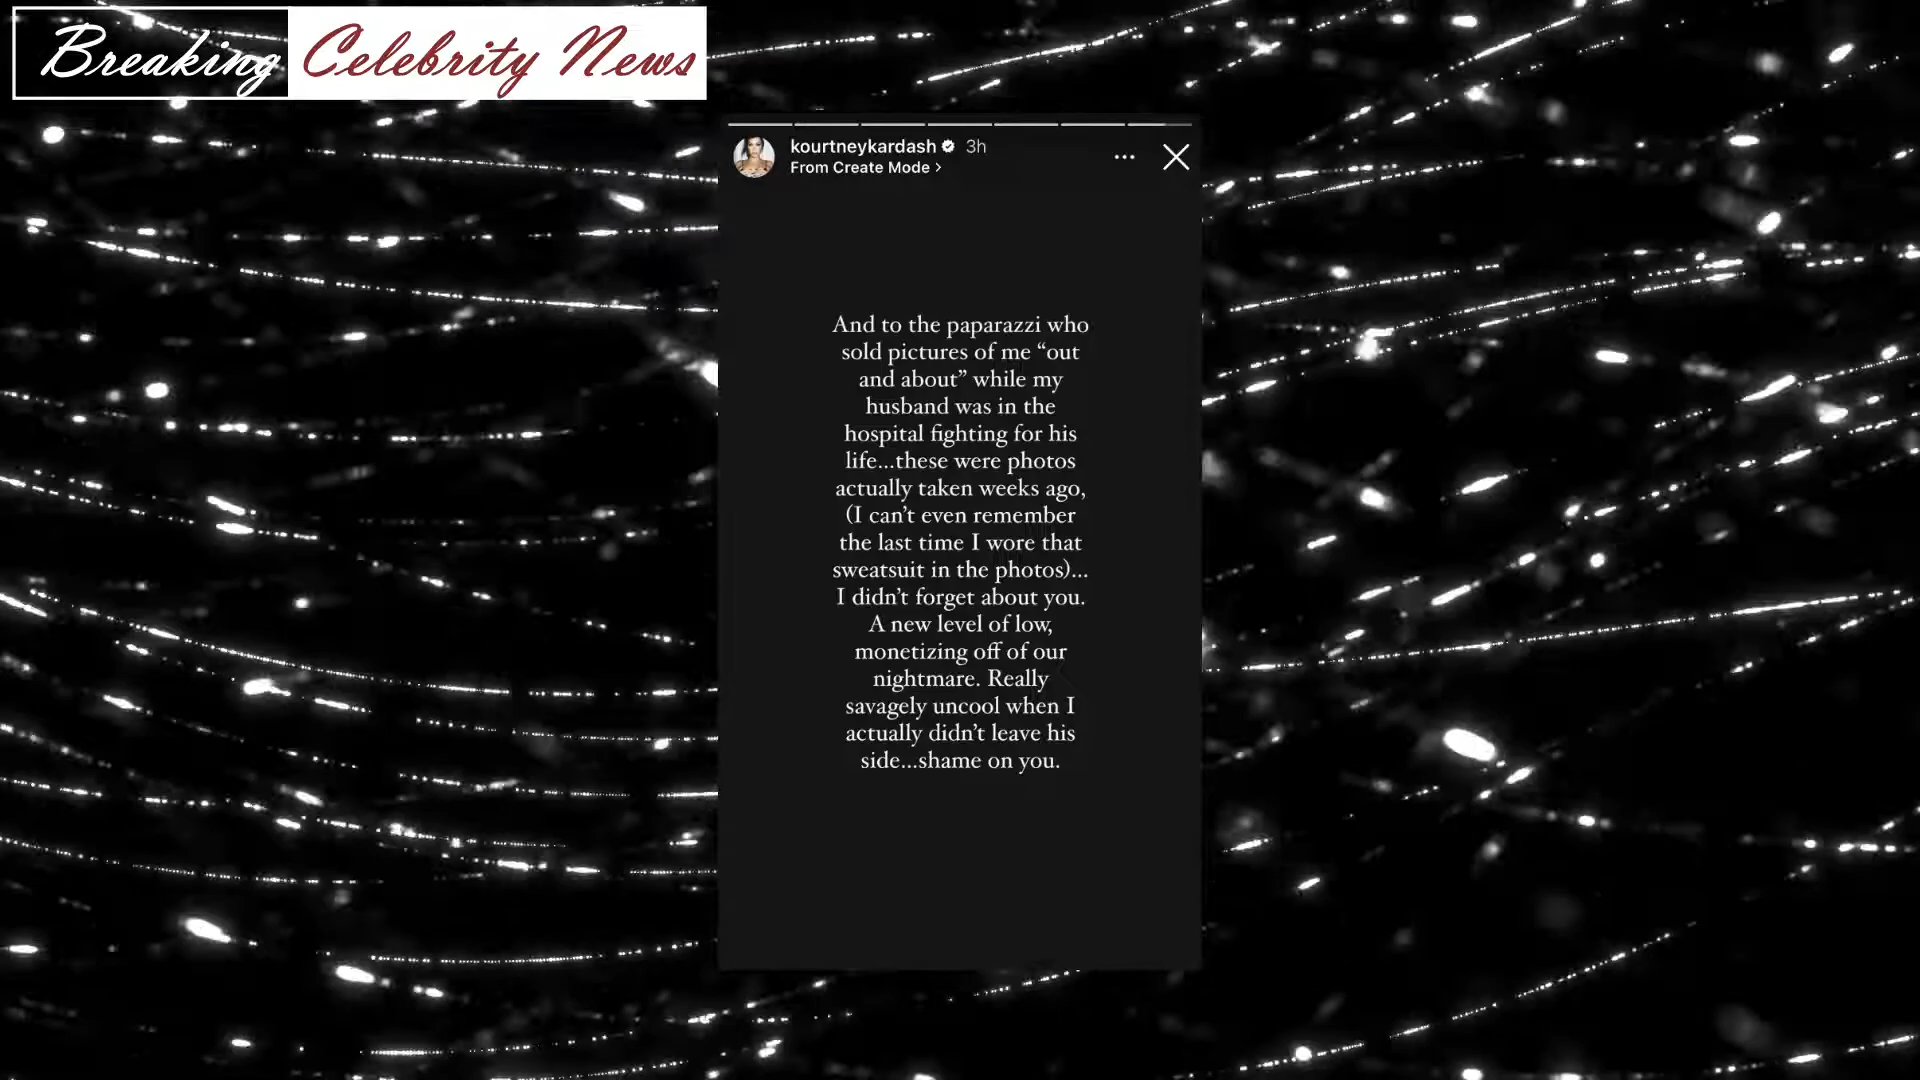 Breaking Celebrity News
kourtneykardash 3h
From Create Mode >
And to the paparazzi who
sold pictures of me “out
and about” while my
husband was in the
hospital fighting for his
life...these were photos
actually taken weeks ago,
(I can’t even remember
the last time I wore that
sweatsuit in the photos)...
I didn’t forget about you.
A new level of low,
monetizing off of our
nightmare. Really
savagely uncool when I
actually didn’t leave his
side...shame on you.